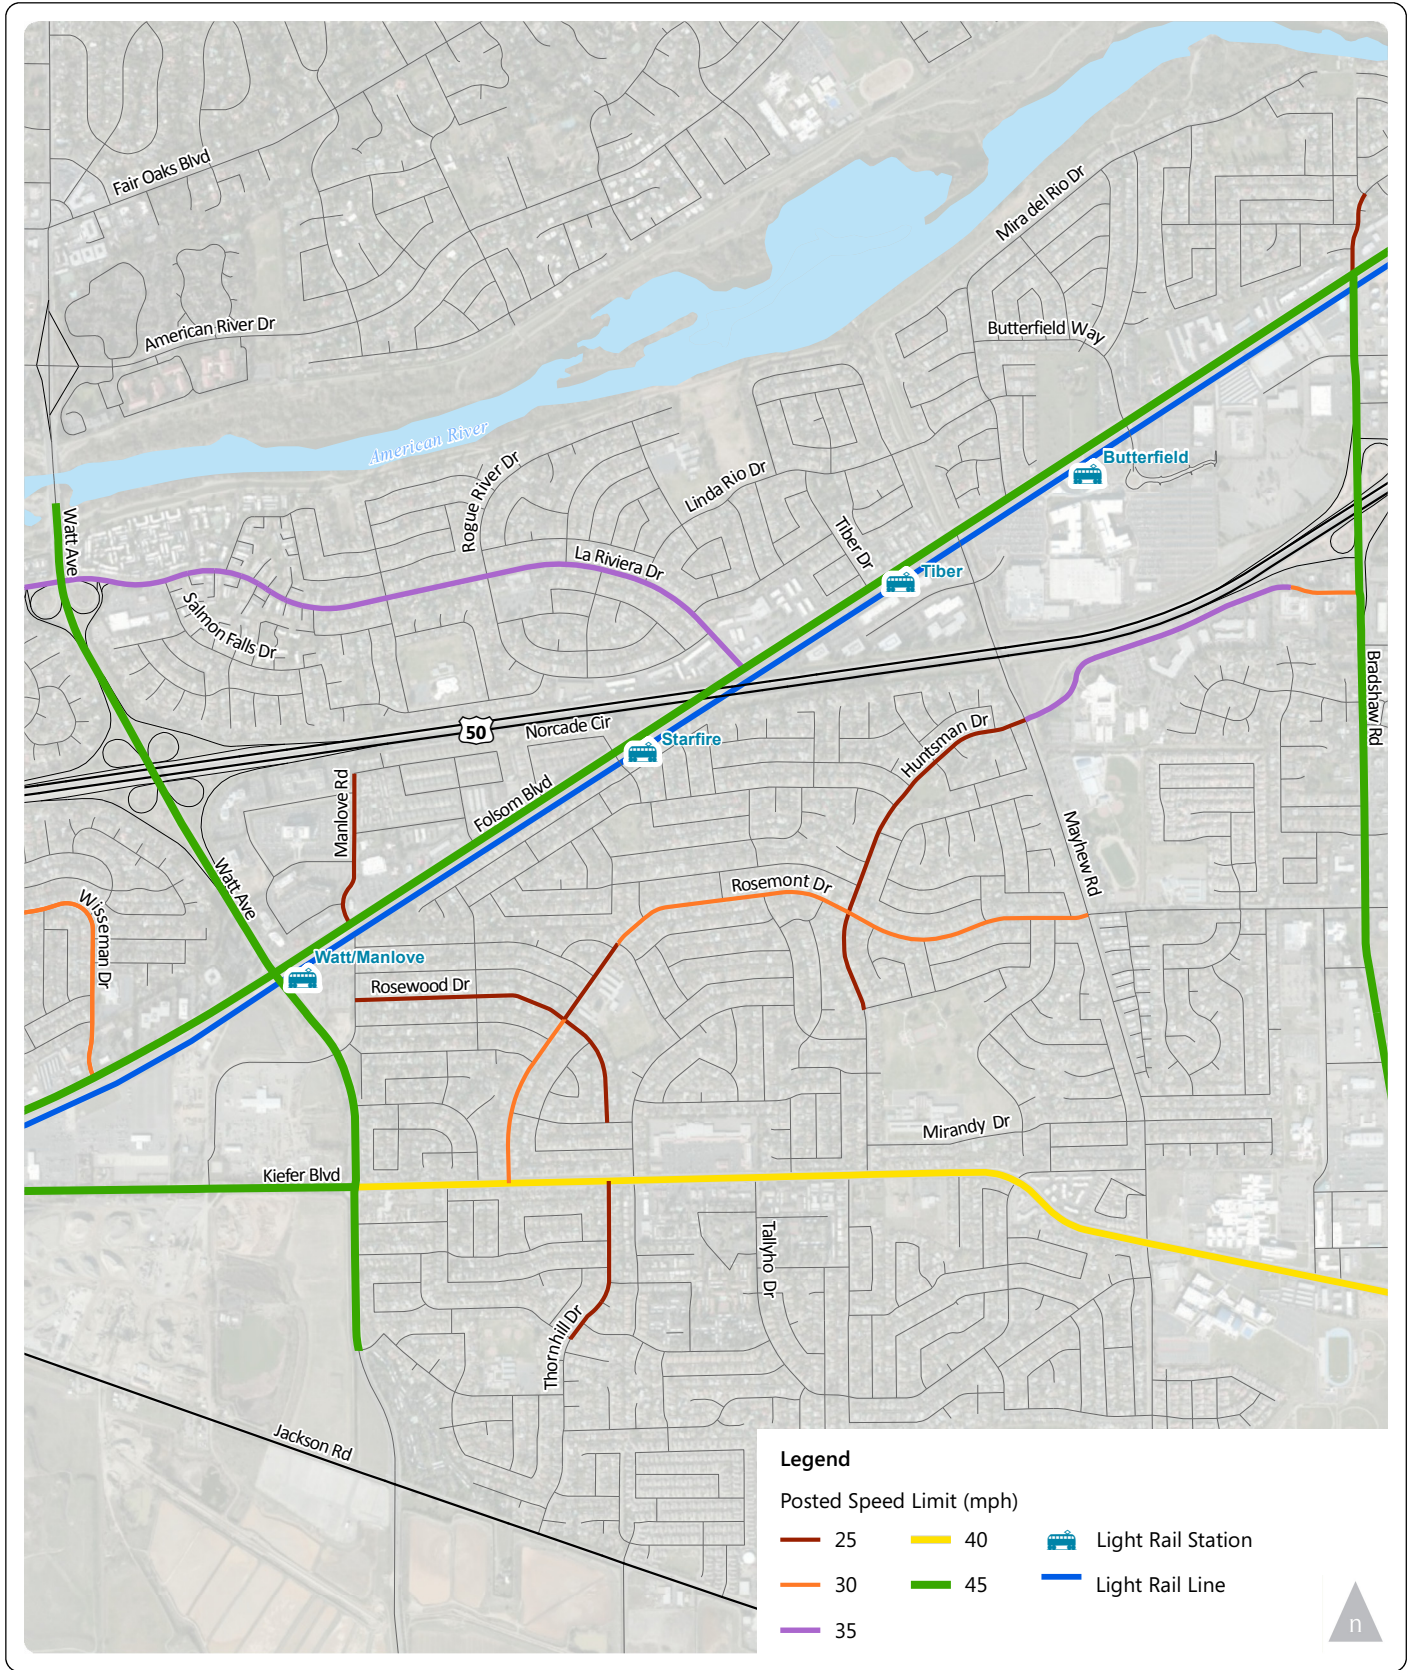 Fair Oaks Blvd
Mira del Rio Dr
American River Dr
Butterfield Way
American River
Butterfield
Rogue River Dr
Linda Rio Dr
Watt Ave
Tiber Dr
La Riviera Dr
Tiber
Salmon Falls Dr
Bradshaw Rd
50
Norcade Cir
Starfire
Huntsman Dr
Manlove Rd
Folsom Blvd
Mayhew Rd
Watt Ave
Rosemont Dr
Wisseman Dr
Watt/Manlove
Rosewood Dr
Mirandy Dr
Kiefer Blvd
Tallyho Dr
Thornhill Dr
Jackson Rd
Legend
Posted Speed Limit (mph)
25
40
Light Rail Station
30
45
Light Rail Line
35
n